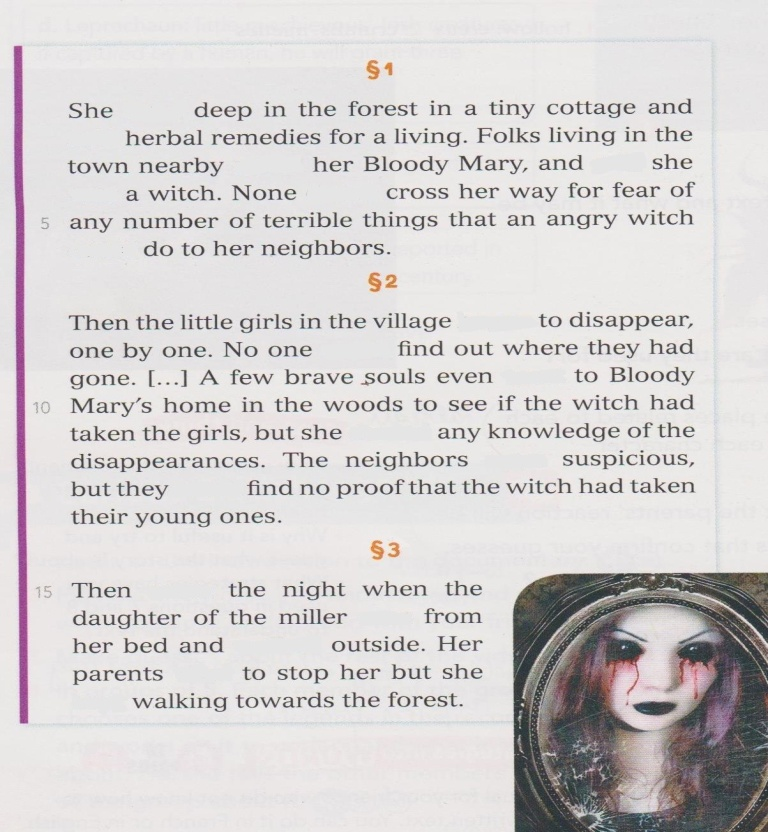 §1
She deep in the forest in a tiny cottage and
herbal remedies for a living. Folks living in the
town nearby her Bloody Mary, and she
a witch. None cross her way for fear of
5 any number of terrible things that an angry witch
do to her neighbors.
§2
Then the little girls in the village to disappear,
one by one. No one find out where they had
gone. [...] A few brave souls even to Bloody
10 Mary's home in the woods to see if the witch had
taken the girls, but she any knowledge of the
disappearances. The neighbors suspicious,
but they find no proof that the witch had taken
their young ones.
§3
15 Then the night when the
daughter of the miller from
her bed and outside. Her
parents to stop her but she
walking towards the forest.